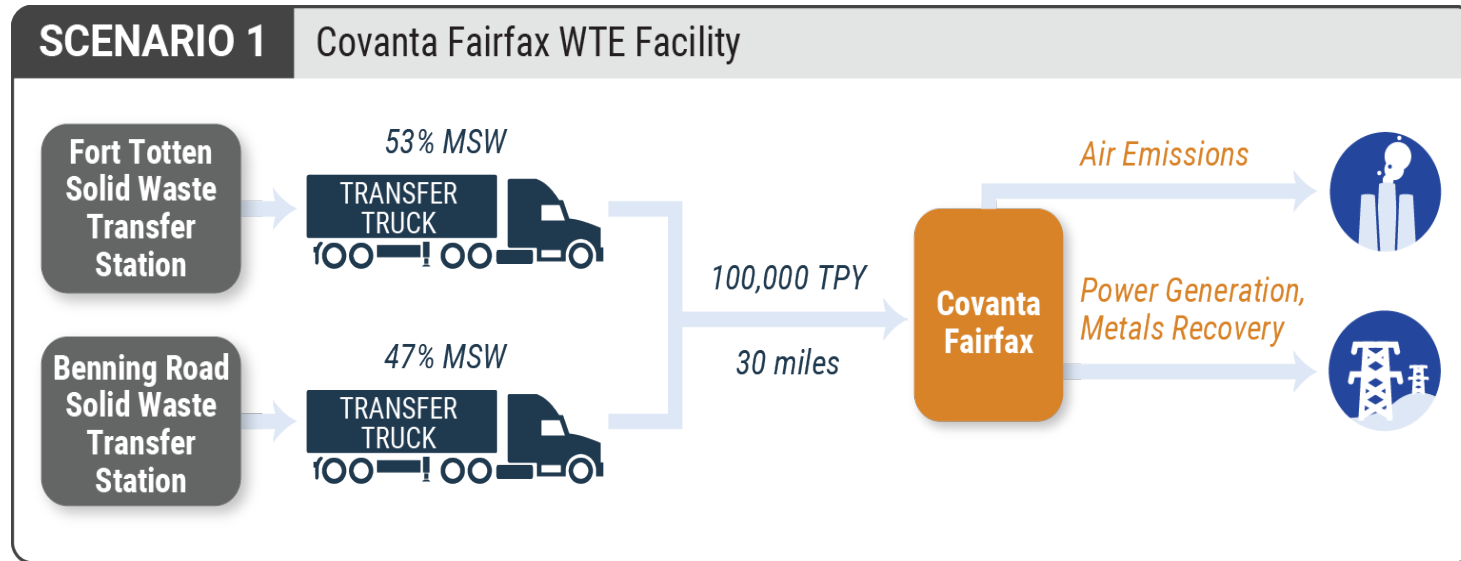 SCENARIO 1
Covanta Fairfax WTE Facility
Fort Totten
Solid Waste
Transfer
Station
53% MSW
TRANSFER
TRUCK
Benning Road
Solid Waste
Transfer
Station
47% MSW
TRANSFER
TRUCK
100,000 TPY
30 miles
Covanta
Fairfax
Air Emissions
Power Generation,
Metals Recovery